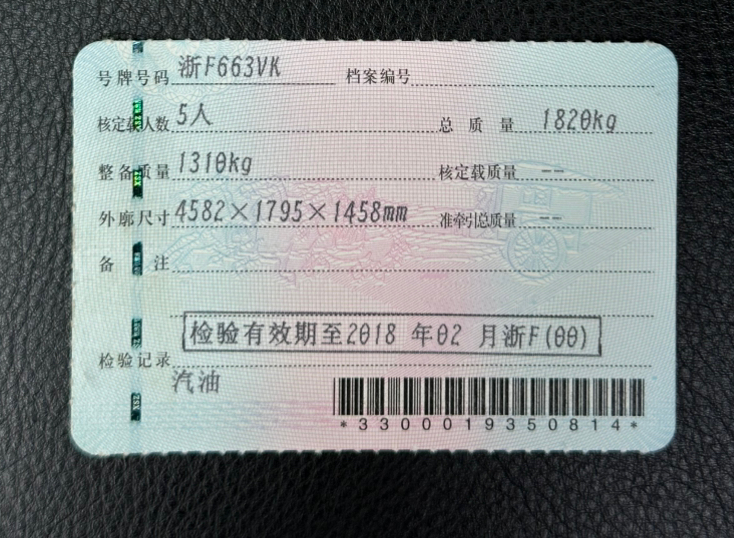 号牌号码 浙F663VK 档案编号
核定载人数 5人 总质量 1820kg
整备质量 1310kg 核定载质量 --
外廓尺寸 4582×1795×1458mm 准牵引总质量 --
备注
检验有效期至2018 年02 月浙F(00)
检验记录
汽油
*3300019350814*